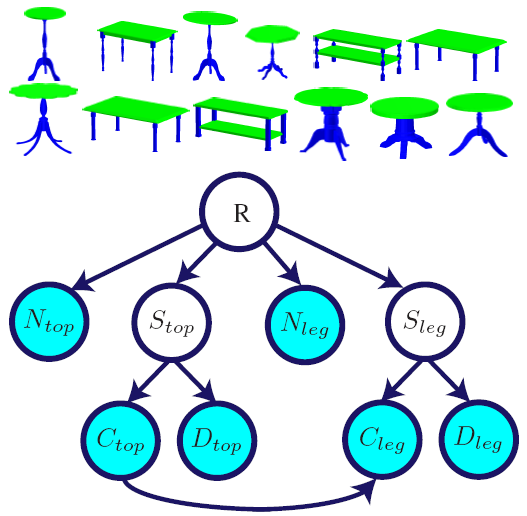 R
N_top S_top N_leg S_leg
C_top D_top C_leg D_leg